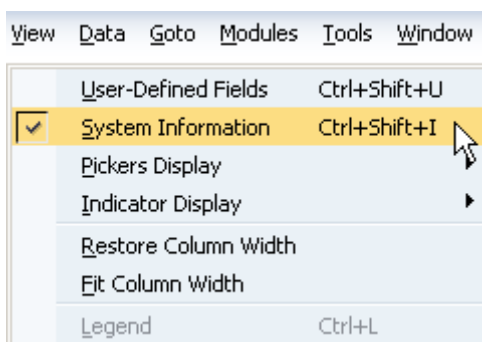 View Data Goto Modules Tools Window
User-Defined Fields Ctrl+Shift+U
System Information Ctrl+Shift+I
Pickers Display
Indicator Display
Restore Column Width
Fit Column Width
Legend Ctrl+L